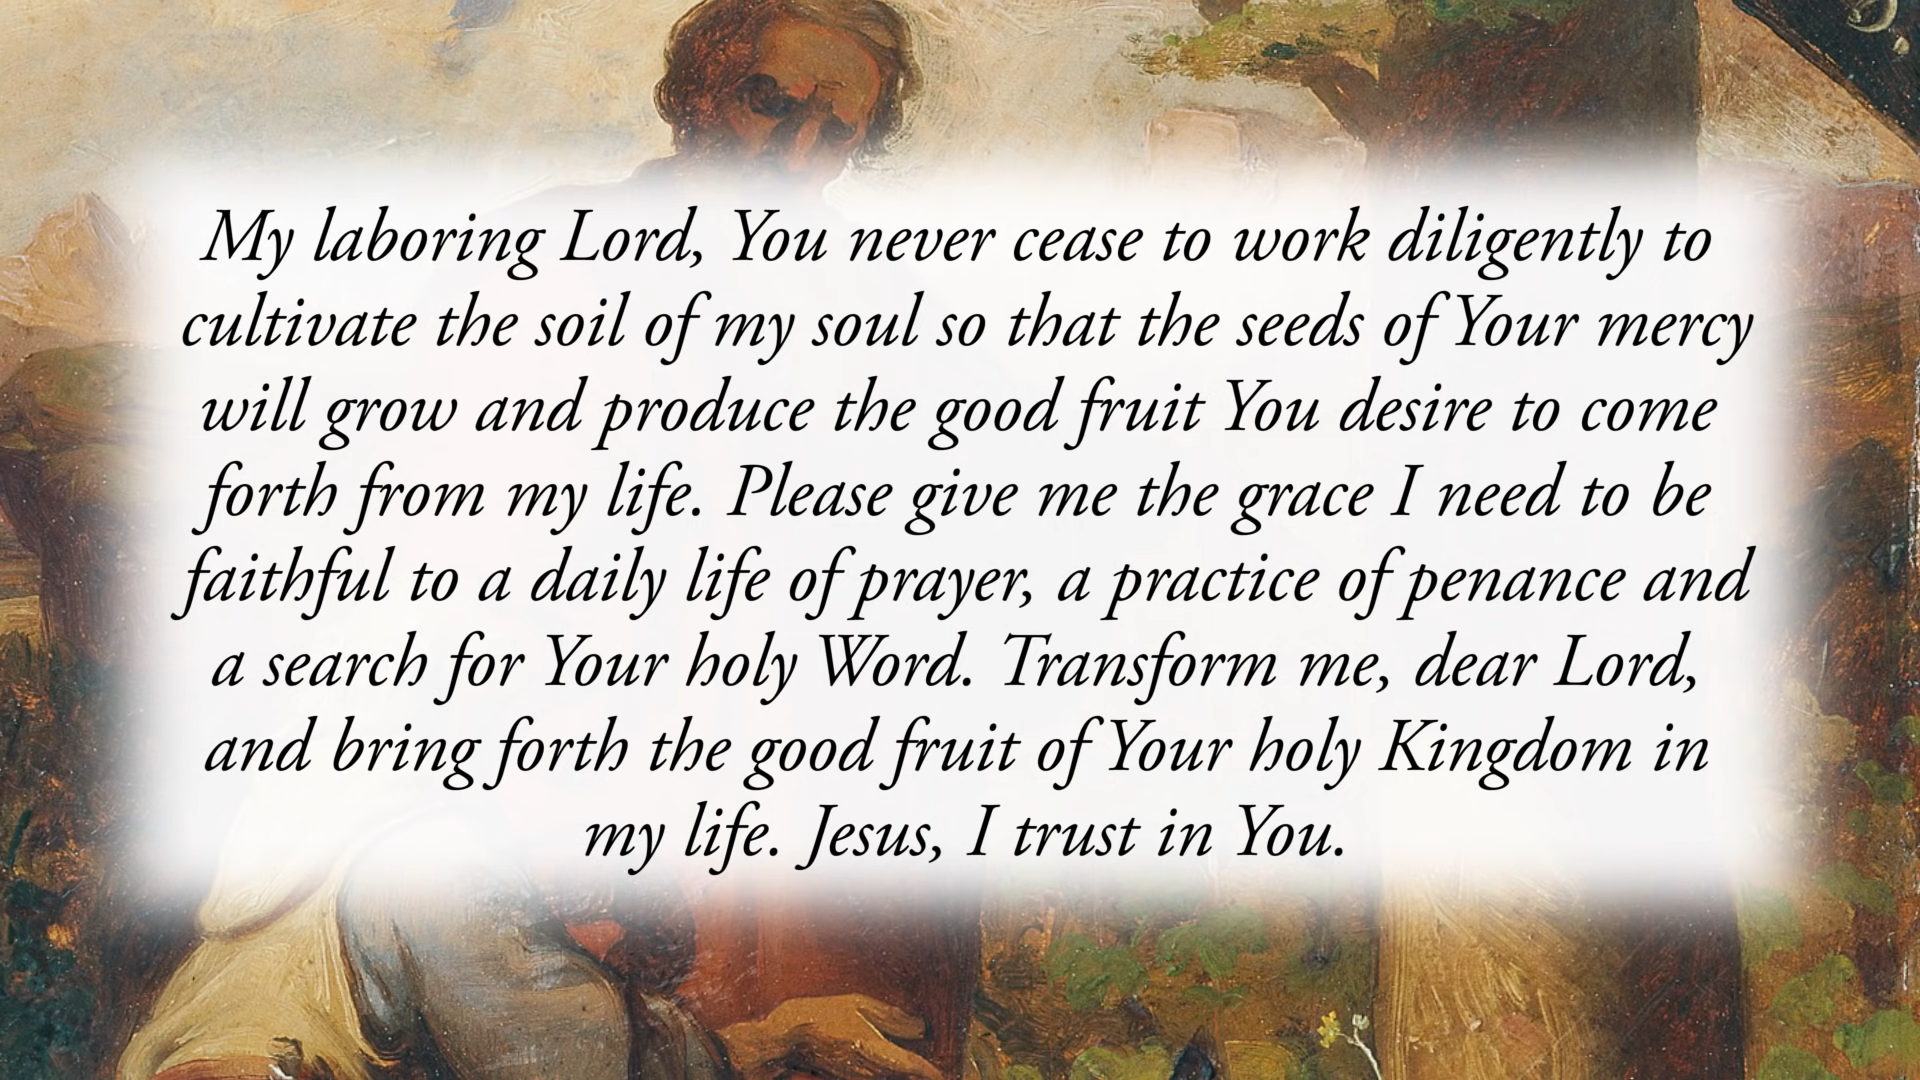 My laboring Lord, You never cease to work diligently to
cultivate the soil of my soul so that the seeds of Your mercy
will grow and produce the good fruit You desire to come
forth from my life. Please give me the grace I need to be
faithful to a daily life of prayer, a practice of penance and
a search for Your holy Word. Transform me, dear Lord,
and bring forth the good fruit of Your holy Kingdom in
my life. Jesus, I trust in You.